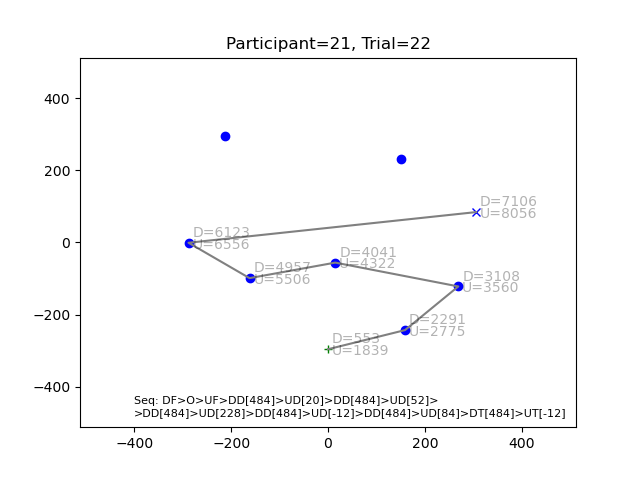 Participant=21, Trial=22
400
200
0
−200
−400
D=7106
U=8056
D=6123
U=6556
D=4957
U=5506
D=4041
U=4322
D=3108
U=3560
D=2291
U=2775
D=553
U=1839
Seq: DF>O>UF>DD[484]>UD[20]>DD[484]>UD[52]>
>DD[484]>UD[228]>DD[484]>UD[-12]>DD[484]>UD[84]>DT[484]>UT[-12]
−400 −200 0 200 400